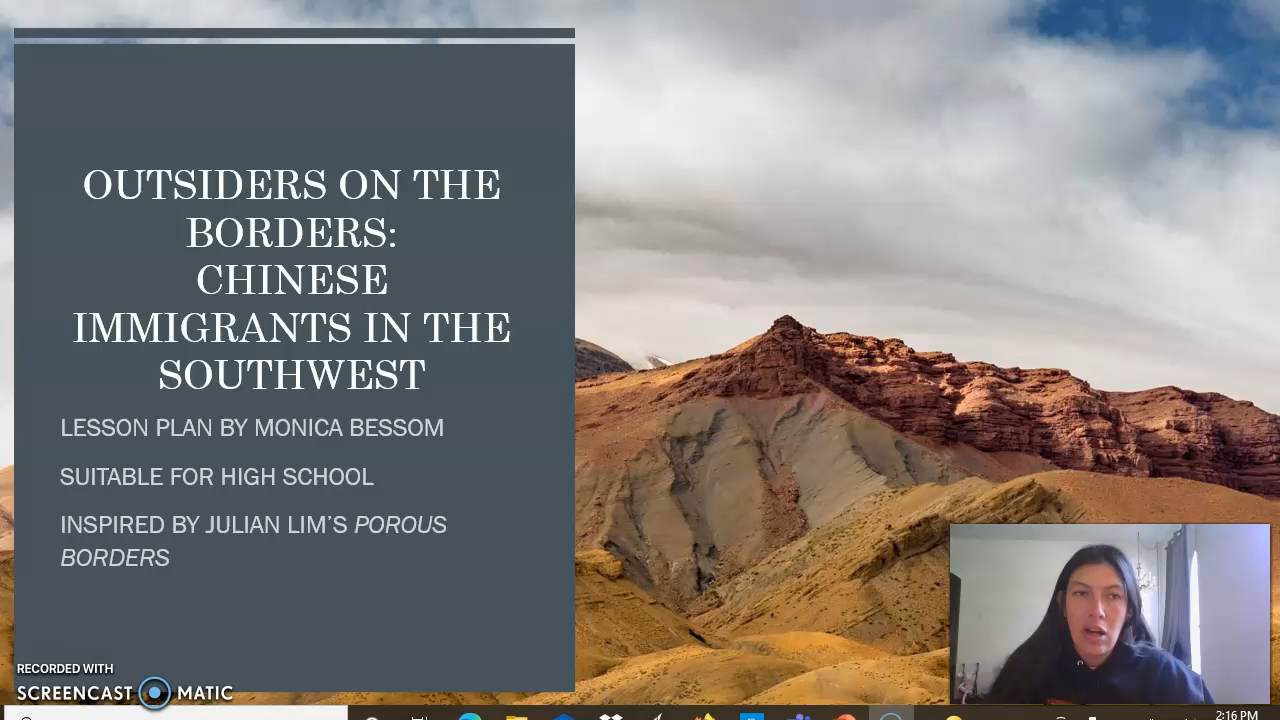 OUTSIDERS ON THE
BORDERS:
CHINESE
IMMIGRANTS IN THE
SOUTHWEST
LESSON PLAN BY MONICA BESSOM
SUITABLE FOR HIGH SCHOOL
INSPIRED BY JULIAN LIM'S POROUS
BORDERS
RECORDED WITH
SCREENCAST MATIC
2:16 PM